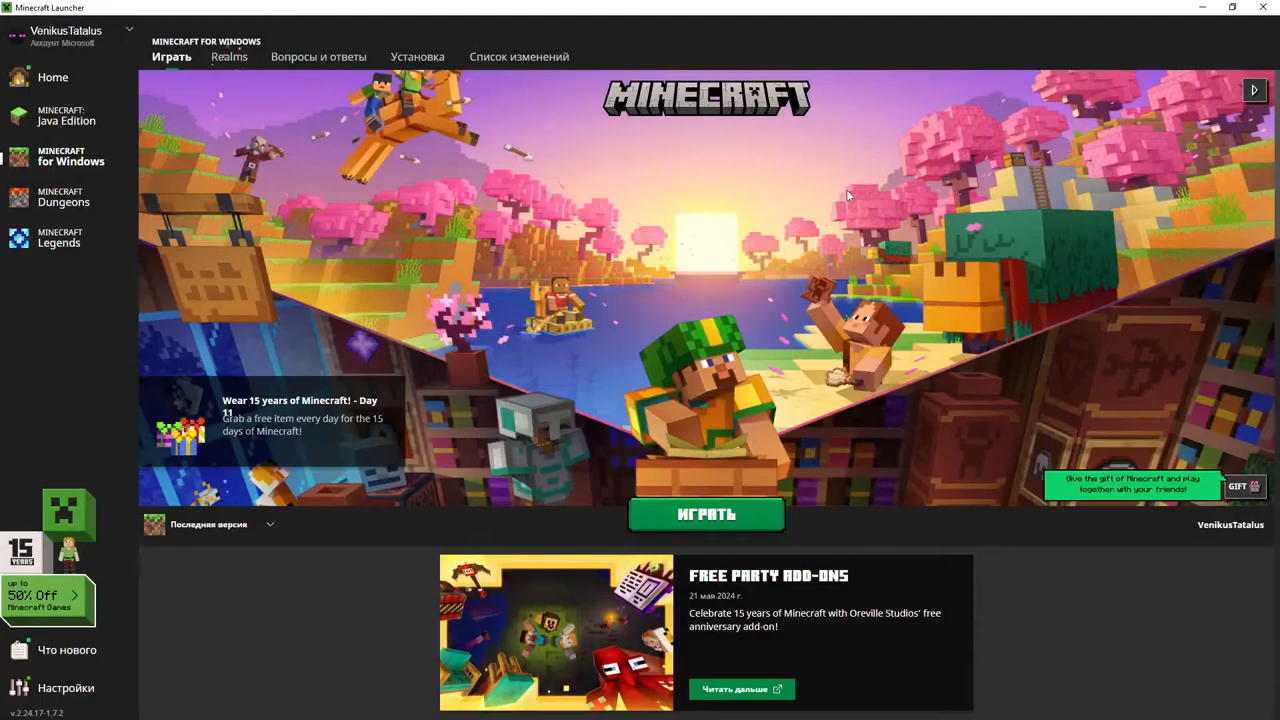 Minecraft Launcher
VenikusTatalus
Аккаунт Microsoft
MINECRAFT FOR WINDOWS
Играть
Realms
Вопросы и ответы
Установка
Список изменений
Home
MINECRAFT:
Java Edition
MINECRAFT
for Windows
MINECRAFT
Dungeons
MINECRAFT
Legends
MINECRAFT
Wear 15 years of Minecraft! - Day
11
Grab a free item every day for the 15
days of Minecraft!
Give the gift of Minecraft and play
together with your friends!
GIFT
Последняя версия
ИГРАТЬ
VenikusTatalus
15
YEARS
up to
50% Off
Minecraft Games
FREE PARTY ADD-ONS
21 мая 2024 г.
Celebrate 15 years of Minecraft with Oreville Studios' free
anniversary add-on!
Читать дальше
Что нового
Настройки
v.2.24.17-1.7.2